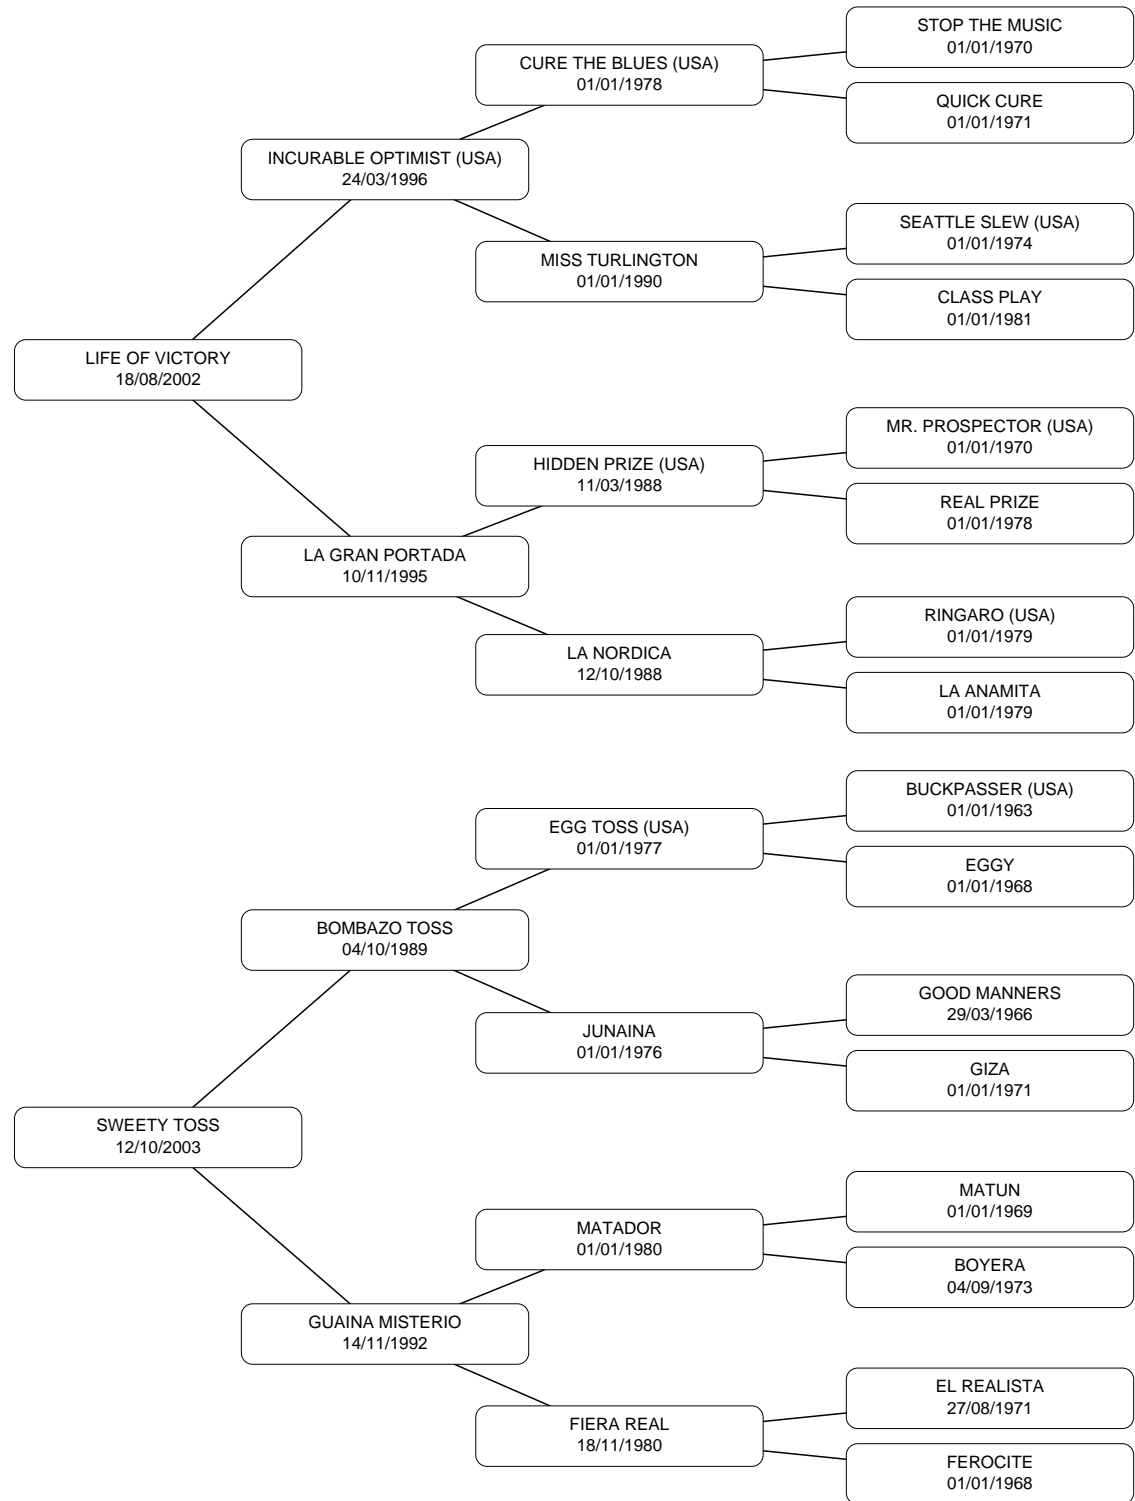 STOP THE MUSIC
01/01/1970
CURE THE BLUES (USA)
01/01/1978
QUICK CURE
01/01/1971
INCURABLE OPTIMIST (USA)
24/03/1996
SEATTLE SLEW (USA)
01/01/1974
MISS TURLINGTON
01/01/1990
CLASS PLAY
01/01/1981
LIFE OF VICTORY
18/08/2002
MR. PROSPECTOR (USA)
01/01/1970
HIDDEN PRIZE (USA)
11/03/1988
REAL PRIZE
01/01/1978
LA GRAN PORTADA
10/11/1995
RINGARO (USA)
01/01/1979
LA NORDICA
12/10/1988
LA ANAMITA
01/01/1979
BUCKPASSER (USA)
01/01/1963
EGG TOSS (USA)
01/01/1977
EGGY
01/01/1968
BOMBAZO TOSS
04/10/1989
GOOD MANNERS
29/03/1966
JUNAINA
01/01/1976
GIZA
01/01/1971
SWEETY TOSS
12/10/2003
MATUN
01/01/1969
MATADOR
01/01/1980
BOYERA
04/09/1973
GUAINA MISTERIO
14/11/1992
EL REALISTA
27/08/1971
FIERA REAL
18/11/1980
FEROCITE
01/01/1968